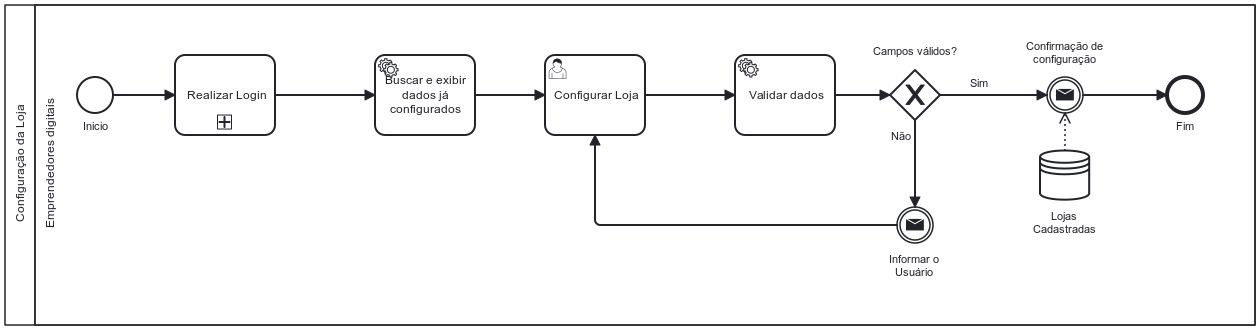 Configuração da Loja
Emprendedores digitais
Inicio
Realizar Login
Buscar e exibir
dados já
configurados
Configurar Loja
Validar dados
Campos válidos?
Sim
Não
Confirmação de
configuração
Fim
Lojas
Cadastradas
Informar o
Usuário